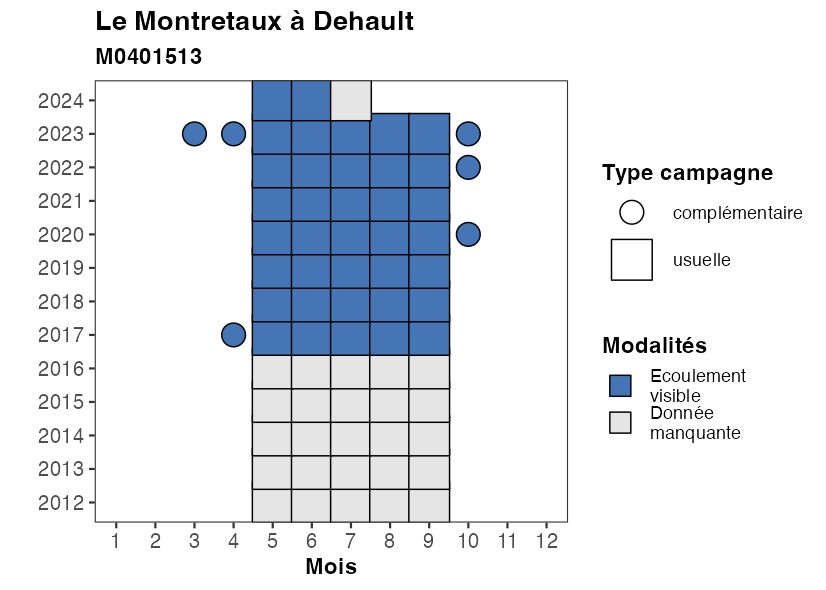 Le Montretaux à Dehault
M0401513
2024
2023
2022
2021
2020
2019
2018
2017
2016
2015
2014
2013
2012
1 2 3 4 5 6 7 8 9 10 11 12
Mois
Type campagne
complémentaire
usuelle
Modalités
Ecoulement
visible
Donnée
manquante